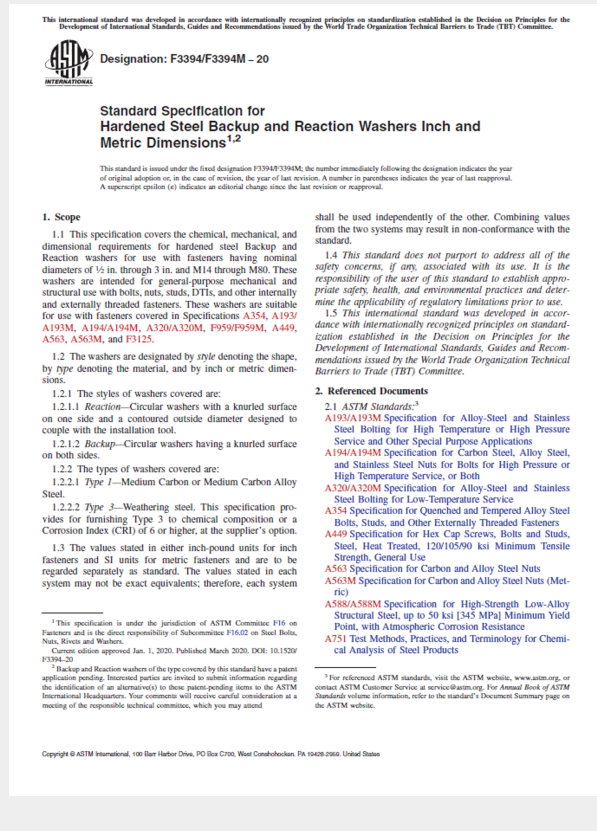 This international standard was developed in accordance with internationally recognized principles on standardization established in the Decision on Principles for the
Development of International Standards, Guides and Recommendations issued by the World Trade Organization Technical Barriers to Trade (TBT) Committee.
ASTM
INTERNATIONAL
Designation: F3394/F3394M – 20
Standard Specification for
Hardened Steel Backup and Reaction Washers Inch and
Metric Dimensions1,2
This standard is issued under the fixed designation F3394/F3394M; the number immediately following the designation indicates the year
of original adoption or, in the case of revision, the year of last revision. A number in parentheses indicates the year of last reapproval.
A superscript epsilon (ε) indicates an editorial change since the last revision or reapproval.
1. Scope
1.1 This specification covers the chemical, mechanical, and
dimensional requirements for hardened steel Backup and
Reaction washers for use with fasteners having nominal
diameters of ½ in. through 3 in. and M14 through M80. These
washers are intended for general-purpose mechanical and
structural use with bolts, nuts, studs, DTIs, and other internally
and externally threaded fasteners. These washers are suitable
for use with fasteners covered in Specifications A354, A193/
A193M, A194/A194M, A320/A320M, F959/F959M, A449,
A563, A563M, and F3125.
1.2 The washers are designated by style denoting the shape,
by type denoting the material, and by inch or metric dimen-
sions.
1.2.1 The styles of washers covered are:
1.2.1.1 Reaction—Circular washers with a knurled surface
on one side and a contoured outside diameter designed to
couple with the installation tool.
1.2.1.2 Backup—Circular washers having a knurled surface
on both sides.
1.2.2 The types of washers covered are:
1.2.2.1 Type 1—Medium Carbon or Medium Carbon Alloy
Steel.
1.2.2.2 Type 3—Weathering steel. This specification pro-
vides for furnishing Type 3 to chemical composition or a
Corrosion Index (CRI) of 6 or higher, at the supplier's option.
1.3 The values stated in either inch-pound units for inch
fasteners and SI units for metric fasteners and are to be
regarded separately as standard. The values stated in each
system may not be exact equivalents; therefore, each system
shall be used independently of the other. Combining values
from the two systems may result in non-conformance with the
standard.
1.4 This standard does not purport to address all of the
safety concerns, if any, associated with its use. It is the
responsibility of the user of this standard to establish appro-
priate safety, health, and environmental practices and deter-
mine the applicability of regulatory limitations prior to use.
1.5 This international standard was developed in accor-
dance with internationally recognized principles on standard-
ization established in the Decision on Principles for the
Development of International Standards, Guides and Recom-
mendations issued by the World Trade Organization Technical
Barriers to Trade (TBT) Committee.
2. Referenced Documents
2.1 ASTM Standards:3
A193/A193M Specification for Alloy-Steel and Stainless
Steel Bolting for High Temperature or High Pressure
Service and Other Special Purpose Applications
A194/A194M Specification for Carbon Steel, Alloy Steel,
and Stainless Steel Nuts for Bolts for High Pressure or
High Temperature Service, or Both
A320/A320M Specification for Alloy-Steel and Stainless
Steel Bolting for Low-Temperature Service
A354 Specification for Quenched and Tempered Alloy Steel
Bolts, Studs, and Other Externally Threaded Fasteners
A449 Specification for Hex Cap Screws, Bolts and Studs,
Steel, Heat Treated, 120/105/90 ksi Minimum Tensile
Strength, General Use
A563 Specification for Carbon and Alloy Steel Nuts
A563M Specification for Carbon and Alloy Steel Nuts (Met-
ric)
A588/A588M Specification for High-Strength Low-Alloy
Structural Steel, up to 50 ksi [345 MPa] Minimum Yield
Point, with Atmospheric Corrosion Resistance
A751 Test Methods, Practices, and Terminology for Chemi-
cal Analysis of Steel Products
1 This specification is under the jurisdiction of ASTM Committee F16 on
Fasteners and is the direct responsibility of Subcommittee F16.02 on Steel Bolts,
Nuts, Rivets and Washers.
Current edition approved Jan. 1, 2020. Published March 2020. DOI: 10.1520/
F3394–20
2 Backup and Reaction washers of the type covered by this standard have a patent
application pending. Interested parties are invited to submit information regarding
the identification of an alternative(s) to these patent-pending items to the ASTM
International Headquarters. Your comments will receive careful consideration at a
meeting of the responsible technical committee, which you may attend
3 For referenced ASTM standards, visit the ASTM website, www.astm.org, or
contact ASTM Customer Service at service@astm.org. For Annual Book of ASTM
Standards volume information, refer to the standard's Document Summary page on
the ASTM website.
Copyright © ASTM International, 100 Barr Harbor Drive, PO Box C700, West Conshohocken, PA 19428-2959. United States